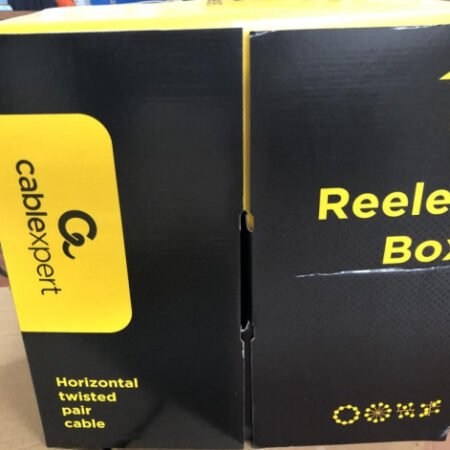 cablexpert
Horizontal
twisted
pair
cable
Reele
Box